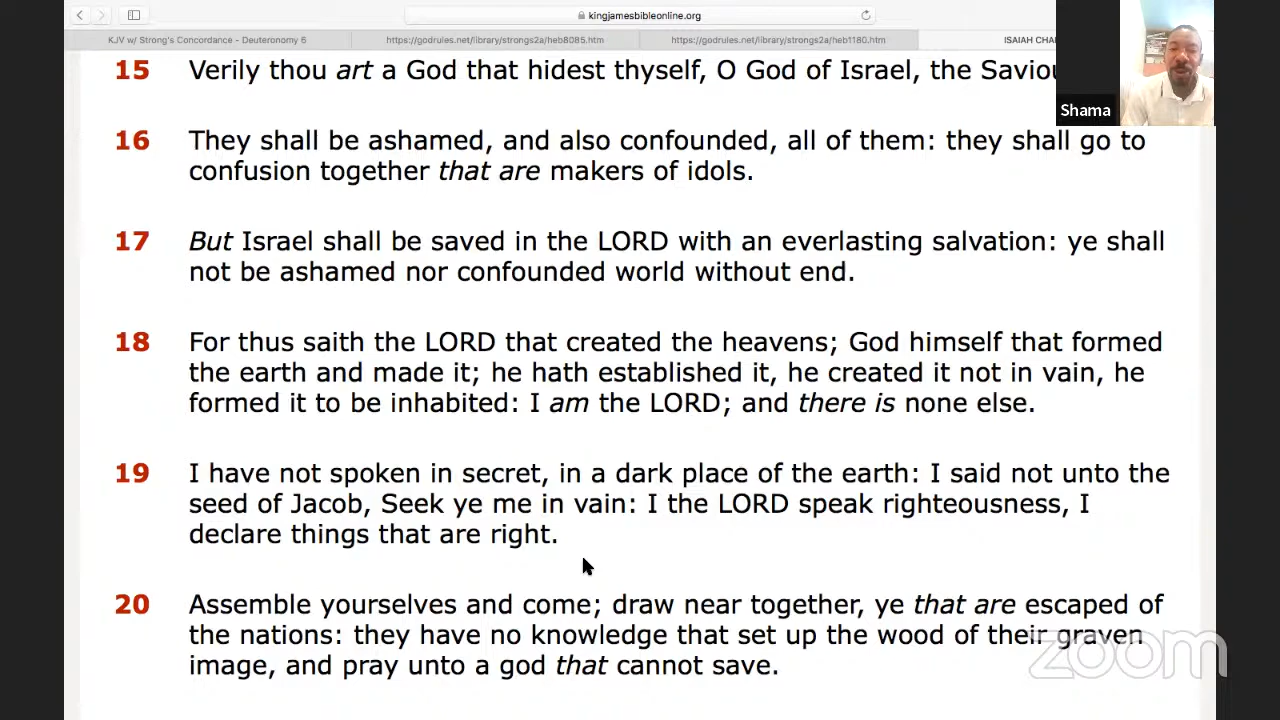 kingjamesbibleonline.org
KJV w/ Strong's Concordance - Deuteronomy 6
https://godrules.net/library/strongs2a/heb8085.htm
https://godrules.net/library/strongs2a/heb1180.htm
ISAIAH CHA
Shama
15 Verily thou art a God that hidest thyself, O God of Israel, the Saviou
16 They shall be ashamed, and also confounded, all of them: they shall go to
confusion together that are makers of idols.
17 But Israel shall be saved in the LORD with an everlasting salvation: ye shall
not be ashamed nor confounded world without end.
18 For thus saith the LORD that created the heavens; God himself that formed
the earth and made it; he hath established it, he created it not in vain, he
formed it to be inhabited: I am the LORD; and there is none else.
19 I have not spoken in secret, in a dark place of the earth: I said not unto the
seed of Jacob, Seek ye me in vain: I the LORD speak righteousness, I
declare things that are right.
20 Assemble yourselves and come; draw near together, ye that are escaped of
the nations: they have no knowledge that set up the wood of their graven
image, and pray unto a god that cannot save.
zoom